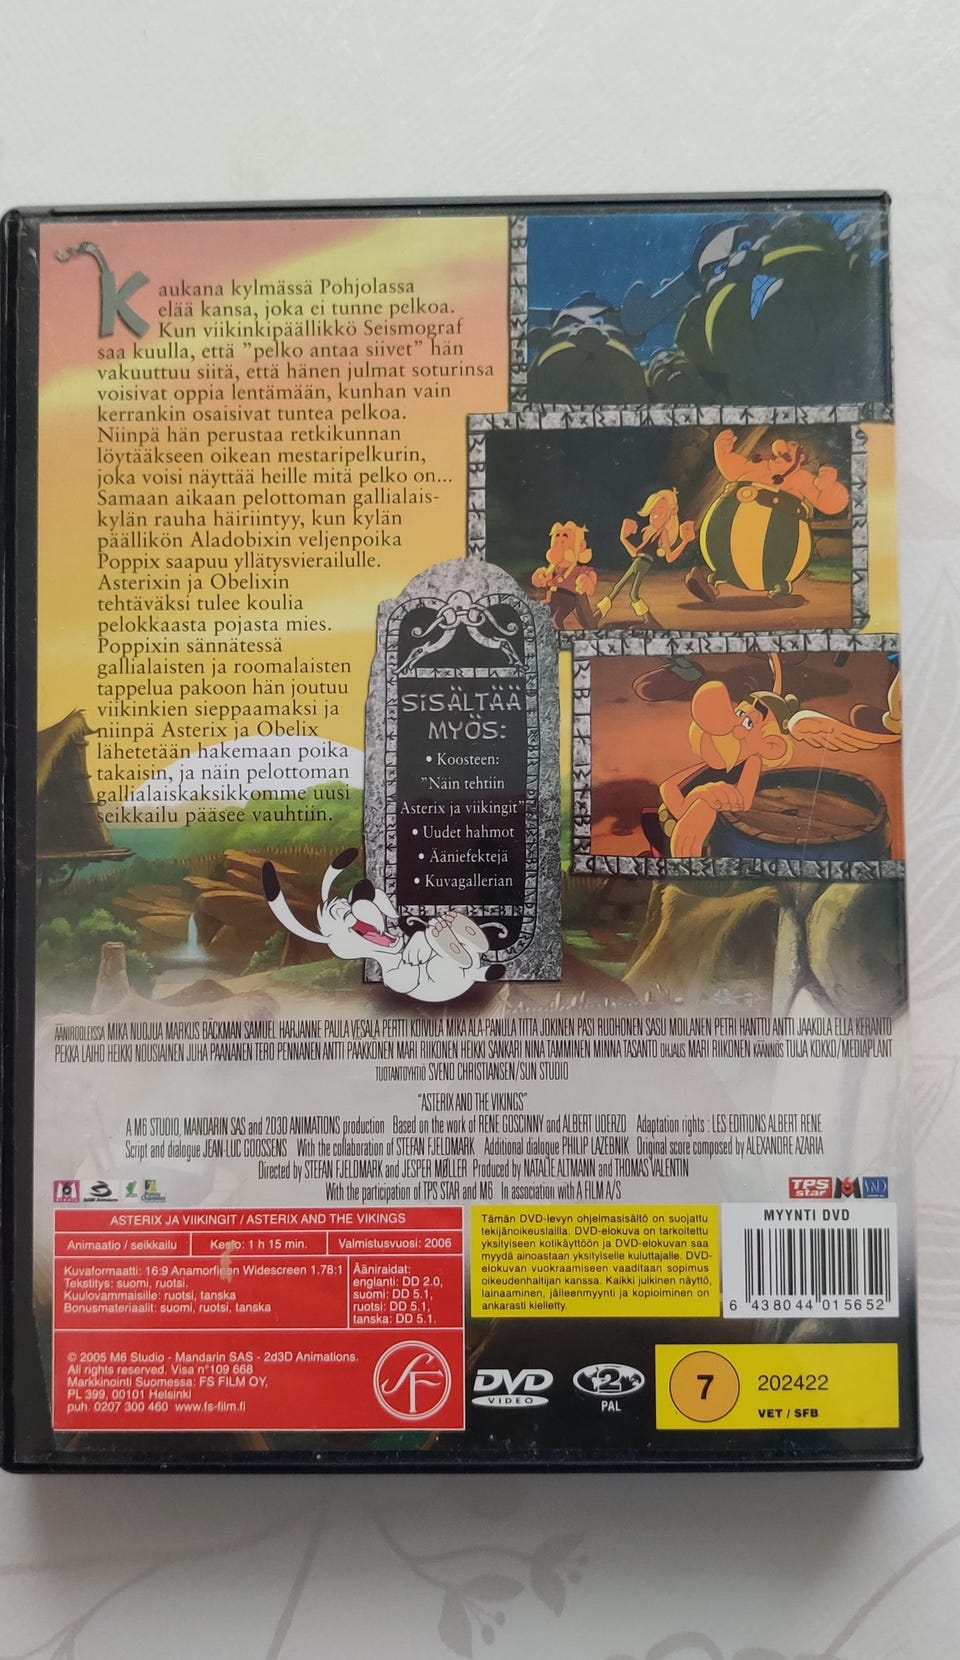 Kaukana kylmässä Pohjolassa
elää kansa, joka ei tunne pelkoa.
Kun viikinkipäällikkö Seismograf
saa kuulla, että ”pelko antaa siivet” hän
vakuuttuu siitä, että hänen julmat soturinsa
voisivat oppia lentämään, kunhan vain
kerrankin osaisivat tuntea pelkoa.
Niinpä hän perustaa retkikunnan
löytääkseen oikean mestaripelkurin,
joka voisi näyttää heille mitä pelko on...
Samaan aikaan pelottoman gallialais-
kylän rauha häiriintyy, kun kylän
päällikön Aladobixin veljenpoika
Poppix saapuu yllätysvierailulle.
Asterixin ja Obelixin
tehtäväksi tulee koulia
pelokkaasta pojasta mies.
Poppixin sännätessä
gallialaisten ja roomalaisten
tappelua pakoon hän joutuu
viikinkien sieppaamaksi ja
niinpä Asterix ja Obelix
lähetetään hakemaan poika
takaisin, ja näin pelottoman
gallialaiskaksikkomme uusi
seikkailu pääsee vauhtiin.
SISÄLTÄÄ
MYÖS:
• Koosteen:
”Näin tehtiin
Asterix ja viikingit”
• Uudet hahmot
• Ääniefektejä
• Kuvagallerian
ÄÄNIROOLEISSA MIKA NUOJUA MARKUS BÄCKMAN SAMUEL HARJANNE PAULA VESALA PERTTI KOIVULA MIKA ALA-PANULA TIITA JOKINEN PASI RUOHONEN SASU MOILANEN PETRI HANTTU ANTTI JAAKOLA ELLA KERANTO
PEKKA LAIHO HEIKKI NOUSIAINEN JUHA PAANANEN TERO PENNANEN ANTTI PÄÄKKÖNEN MARI RIIKONEN HEIKKI SANKARI NINA TAMMINEN MINNA TASANTO OHJAUS MARI RIIKONEN KÄÄNNÖS TUIJA KOKKO/MEDIAPLANT
TUOTANTOYHTIÖ SVEND CHRISTIANSEN/SUN STUDIO
“ASTERIX AND THE VIKINGS”
A M6 STUDIO, MANDARIN SAS and 2D3D ANIMATIONS production Based on the work of RENE GOSCINNY and ALBERT UDERZO Adaptation rights : LES EDITIONS ALBERT RENE
Script and dialogue JEAN-LUC GOOSSENS With the collaboration of STEFAN FJELDMARK Additional dialogue PHILIP LAZEBNIK Original score composed by ALEXANDRE AZARIA
Directed by STEFAN FJELDMARK and JESPER MØLLER Produced by NATALIE ALTMANN and THOMAS VALENTIN
With the participation of TPS STAR and M6 In association with A FILM A/S
TPS
star
ASTERIX JA VIIKINGIT / ASTERIX AND THE VIKINGS
Animaatio / seikkailu
Kesto: 1 h 15 min.
Valmistusvuosi: 2006
Kuvaformaatti: 16:9 Anamorfinen Widescreen 1.78:1
Tekstitys: suomi, ruotsi.
Kuulovammaisille: ruotsi, tanska
Bonusmateriaalit: suomi, ruotsi, tanska
Ääniraidat:
englanti: DD 2.0,
suomi: DD 5.1,
ruotsi: DD 5.1,
tanska: DD 5.1.
© 2005 M6 Studio - Mandarin SAS - 2d3D Animations.
All rights reserved. Visa n°109 668
Markkinointi Suomessa: FS FILM OY,
PL 399, 00101 Helsinki
puh. 0207 300 460 www.fs-film.fi
SF
Tämän DVD-levyn ohjelmasisältö on suojattu
tekijänoikeuslailla. DVD-elokuva on tarkoitettu
yksityiseen kotikäyttöön ja DVD-elokuvan saa
myydä ainoastaan yksityiselle kuluttajalle. DVD-
elokuvan vuokraamiseen vaaditaan sopimus
oikeudenhaltijan kanssa. Kaikki julkinen näyttö,
lainaaminen, jälleenmyynti ja kopioiminen on
ankarasti kielletty.
MYYNTI DVD
6 438044 015652
DVD
VIDEO
2
PAL
7
202422
VET / SFB